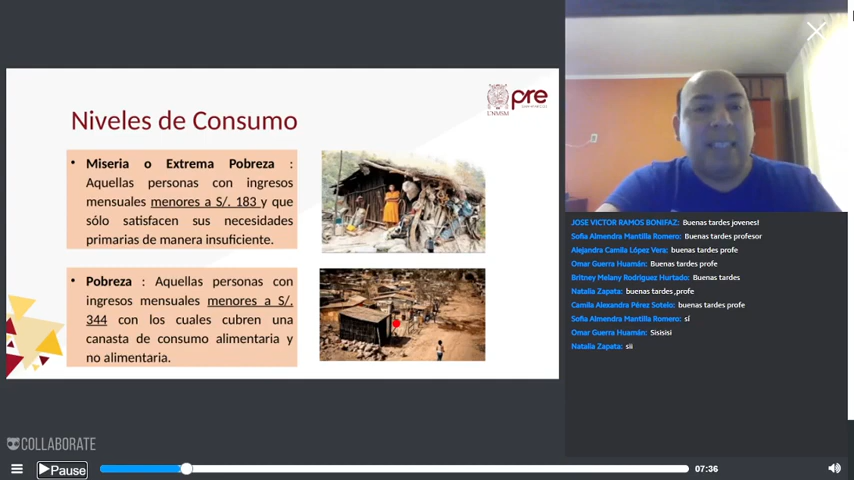 Niveles de Consumo
UNMSM
pre
• Miseria o Extrema Pobreza :
Aquellas personas con ingresos
mensuales menores a S/. 183 y que
sólo satisfacen sus necesidades
primarias de manera insuficiente.
• Pobreza : Aquellas personas con
ingresos mensuales menores a S/.
344 con los cuales cubren una
canasta de consumo alimentaria y
no alimentaria.
JOSE VICTOR RAMOS BONIFAZ: Buenas tardes jovenes!
Sofia Almendra Mantilla Romero: Buenas tardes profesor
Alejandra Camila López Vera: buenas tardes profe
Omar Guerra Huamán: Buenas tardes profe
Britney Melany Rodriguez Hurtado: Buenas tardes
Natalia Zapata: buenas tardes,profe
Camila Alexandra Pérez Sotelo: buenas tardes profe
Sofia Almendra Mantilla Romero: sí
Omar Guerra Huamán: Sisisisi
Natalia Zapata: sii
COLLABORATE
Pause
07:36